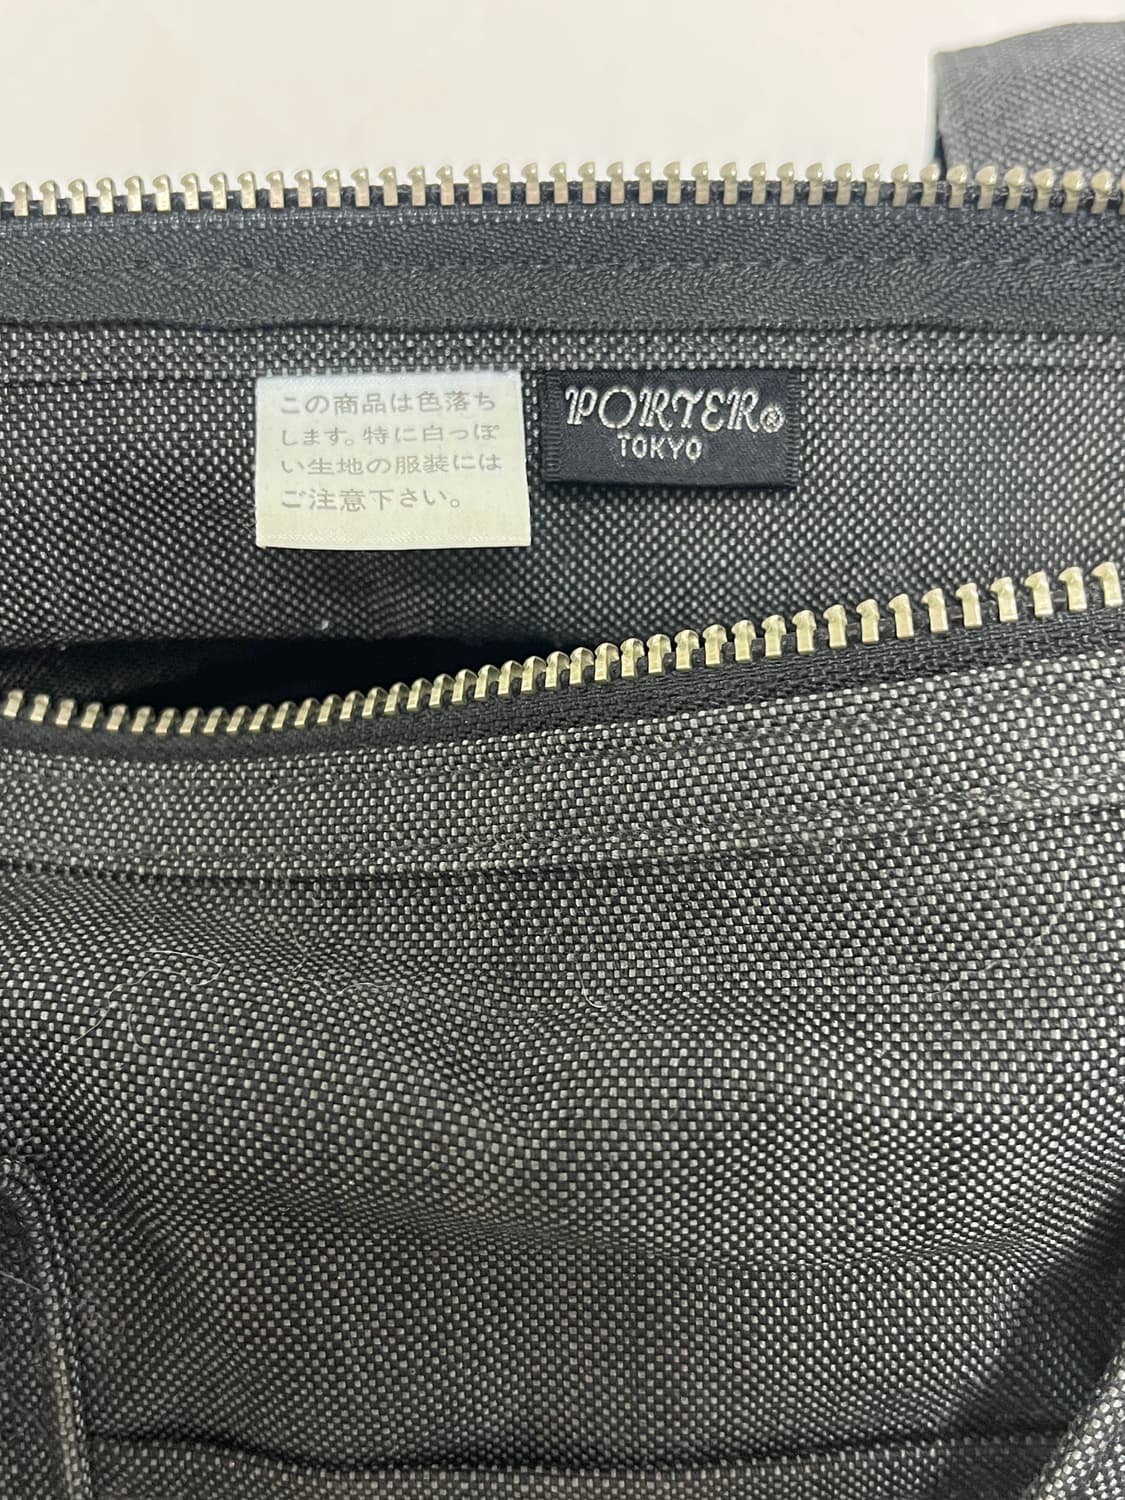 この商品は色落ち
します。特に白っぽ
い生地の服装には
ご注意下さい。
PORTER®
TOKYO